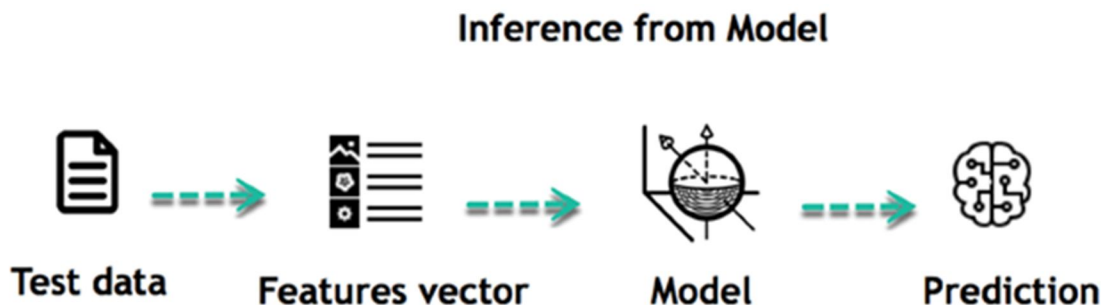 Inference from Model
Test data
Features vector
Model
Prediction